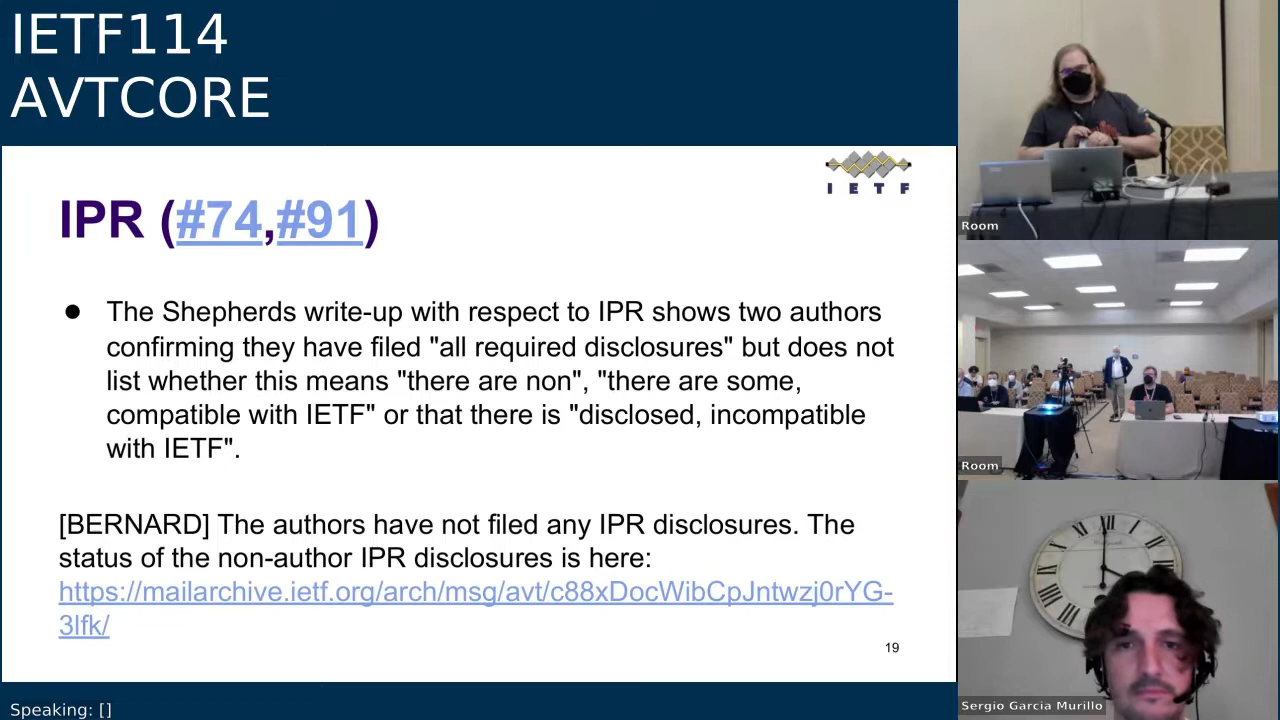 IETF114
AVTCORE
I E T F
IPR (#74,#91)
● The Shepherds write-up with respect to IPR shows two authors
confirming they have filed "all required disclosures" but does not
list whether this means "there are non", "there are some,
compatible with IETF" or that there is "disclosed, incompatible
with IETF".
[BERNARD] The authors have not filed any IPR disclosures. The
status of the non-author IPR disclosures is here:
https://mailarchive.ietf.org/arch/msg/avt/c88xDocWibCpJntwzj0rYG-
3lfk/
19
Speaking: []
Room
Room
Sergio Garcia Murillo